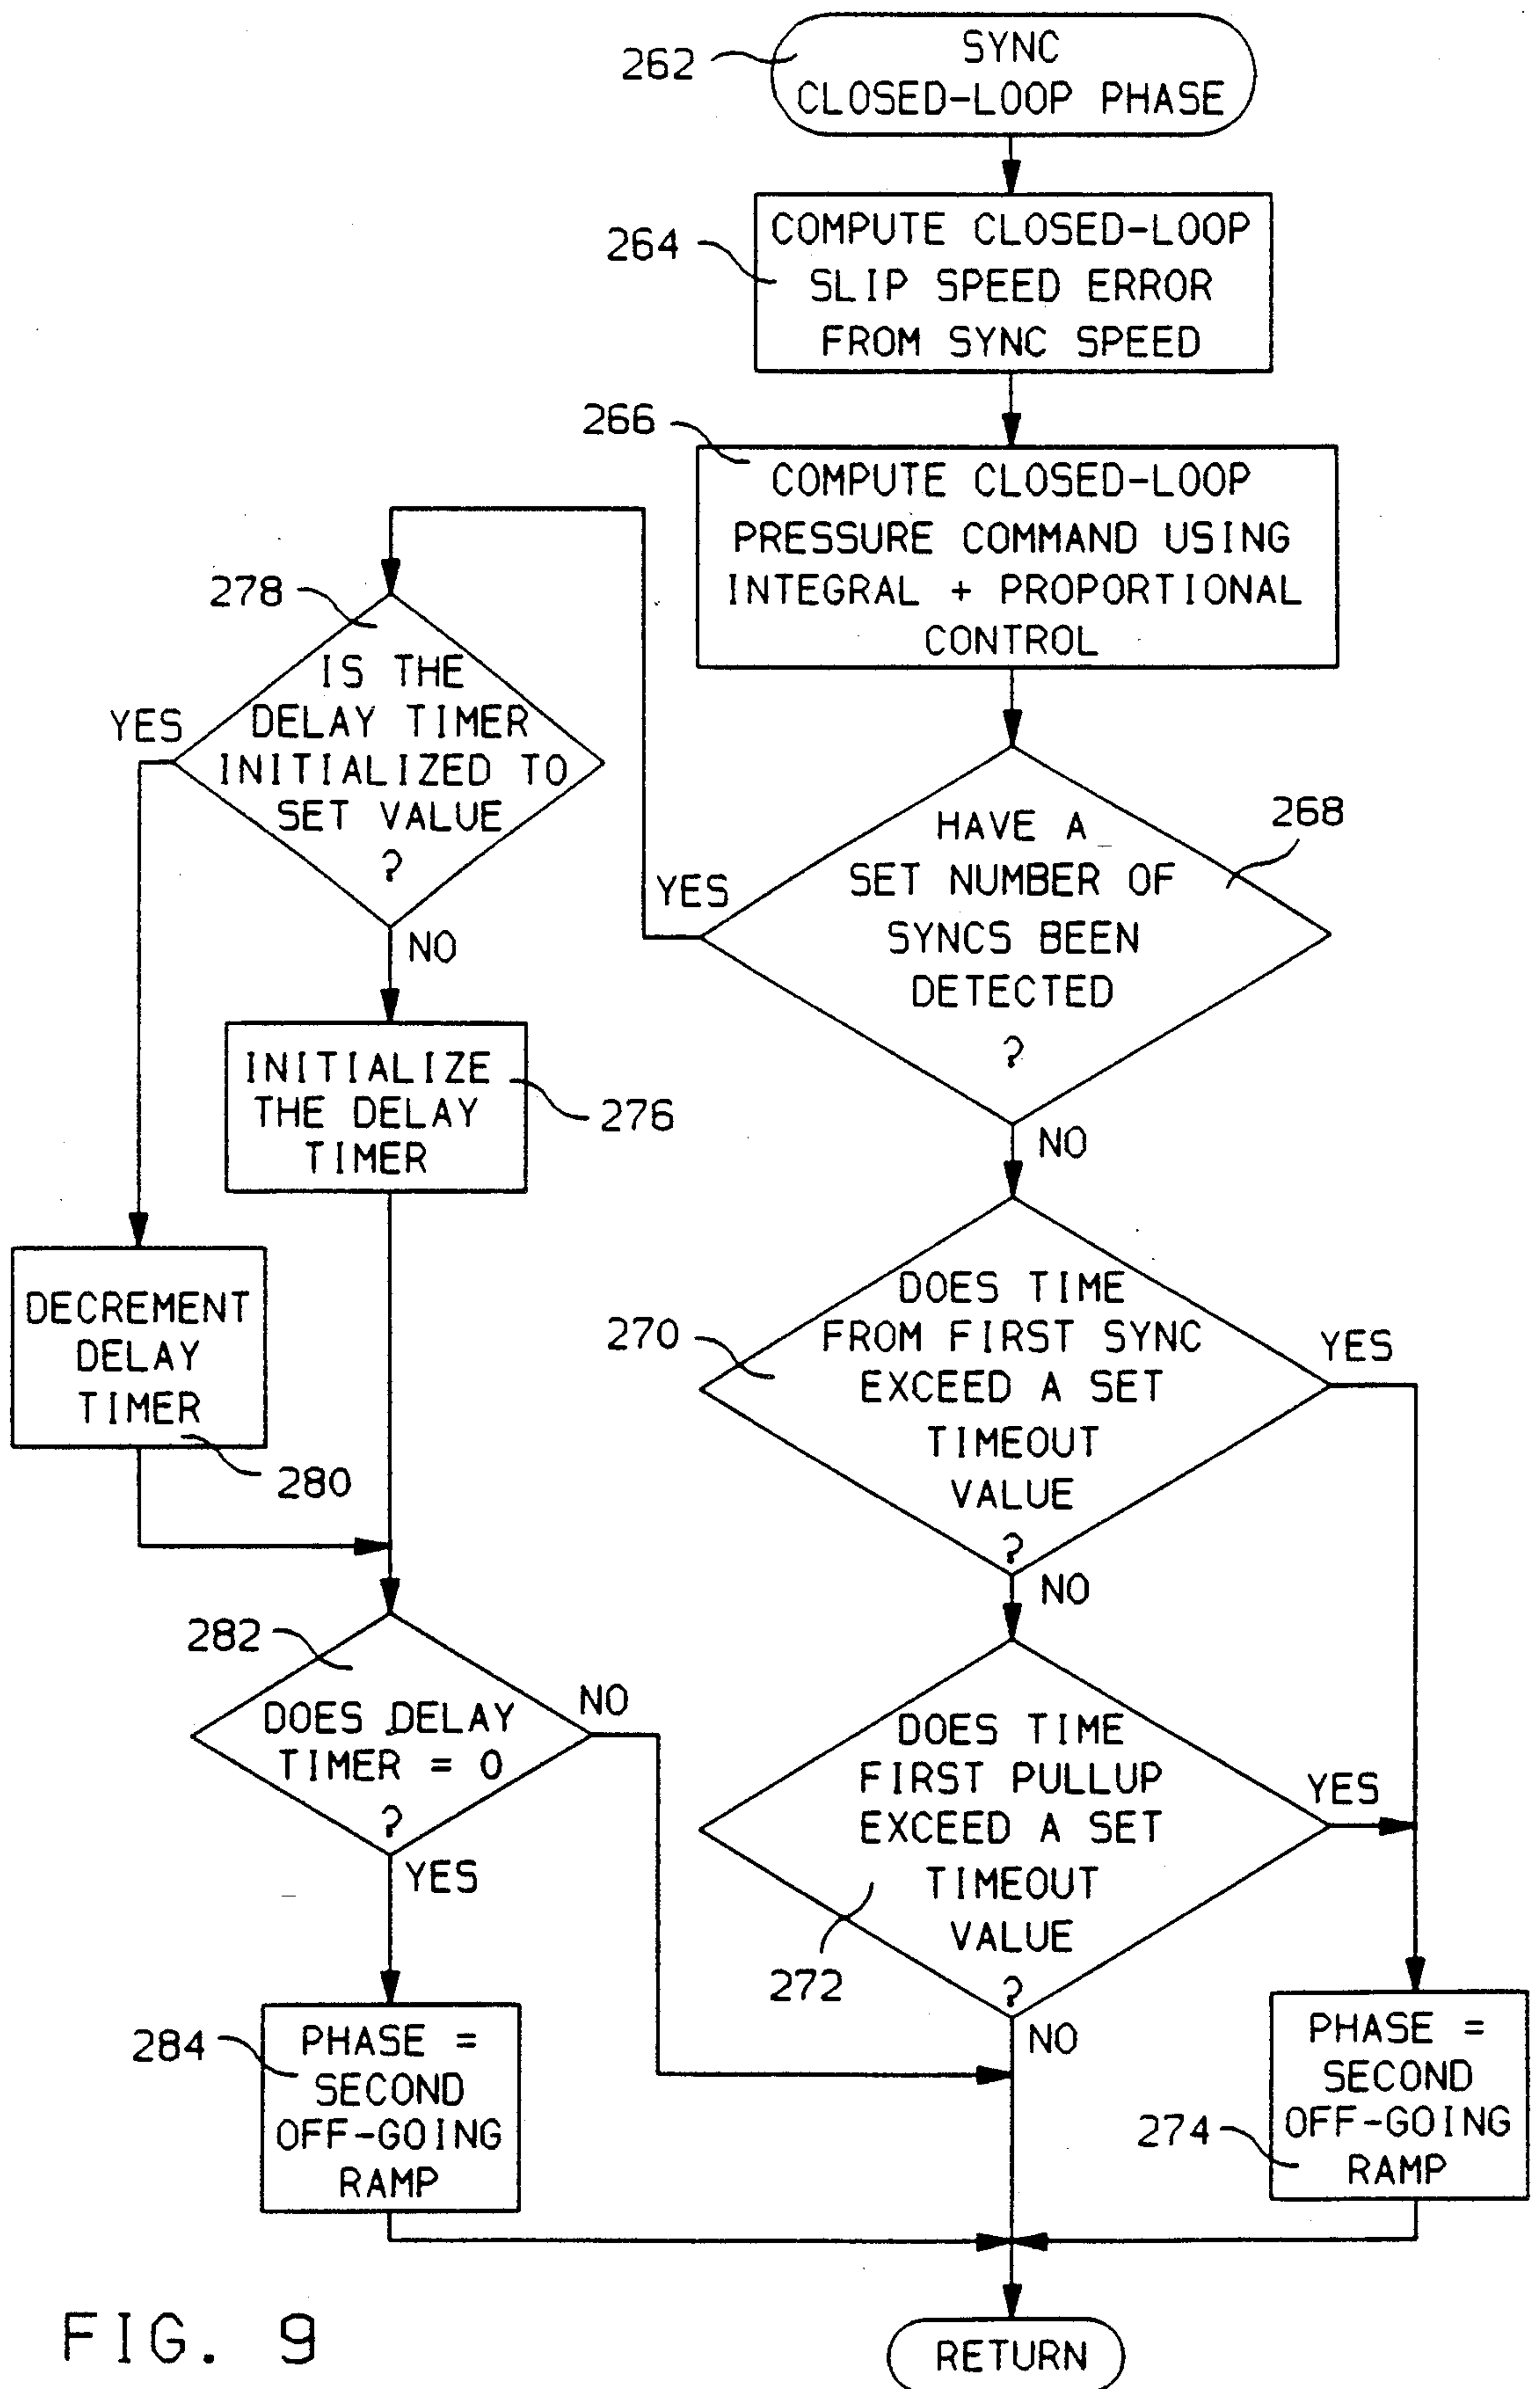 262
SYNC
CLOSED-LOOP PHASE
264
COMPUTE CLOSED-LOOP
SLIP SPEED ERROR
FROM SYNC SPEED
266
COMPUTE CLOSED-LOOP
PRESSURE COMMAND USING
INTEGRAL + PROPORTIONAL
CONTROL
278
IS THE
DELAY TIMER
INITIALIZED TO
SET VALUE
?
YES
NO
268
HAVE A
SET NUMBER OF
SYNCS BEEN
DETECTED
?
YES
NO
INITIALIZE
THE DELAY
TIMER
276
DECREMENT
DELAY
TIMER
280
270
DOES TIME
FROM FIRST SYNC
EXCEED A SET
TIMEOUT
VALUE
?
YES
NO
282
DOES DELAY
TIMER = 0
?
NO
YES
DOES TIME
FIRST PULLUP
EXCEED A SET
TIMEOUT
VALUE
?
272
YES
NO
284
PHASE =
SECOND
OFF-GOING
RAMP
274
PHASE =
SECOND
OFF-GOING
RAMP
RETURN
FIG. 9